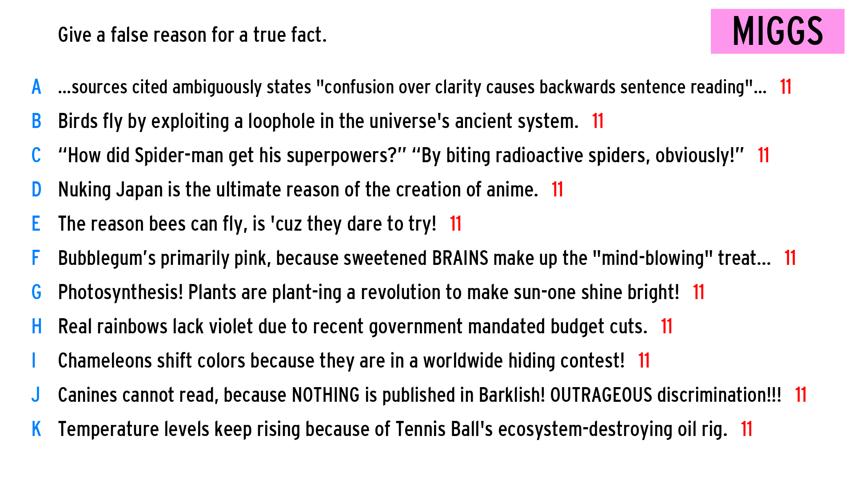 Give a false reason for a true fact.
MIGGS
A ...sources cited ambiguously states "confusion over clarity causes backwards sentence reading"... 11
B Birds fly by exploiting a loophole in the universe's ancient system. 11
C “How did Spider-man get his superpowers?” “By biting radioactive spiders, obviously!” 11
D Nuking Japan is the ultimate reason of the creation of anime. 11
E The reason bees can fly, is 'cuz they dare to try! 11
F Bubblegum’s primarily pink, because sweetened BRAINS make up the "mind-blowing" treat... 11
G Photosynthesis! Plants are plant-ing a revolution to make sun-one shine bright! 11
H Real rainbows lack violet due to recent government mandated budget cuts. 11
I Chameleons shift colors because they are in a worldwide hiding contest! 11
J Canines cannot read, because NOTHING is published in Barklish! OUTRAGEOUS discrimination!!! 11
K Temperature levels keep rising because of Tennis Ball's ecosystem-destroying oil rig. 11